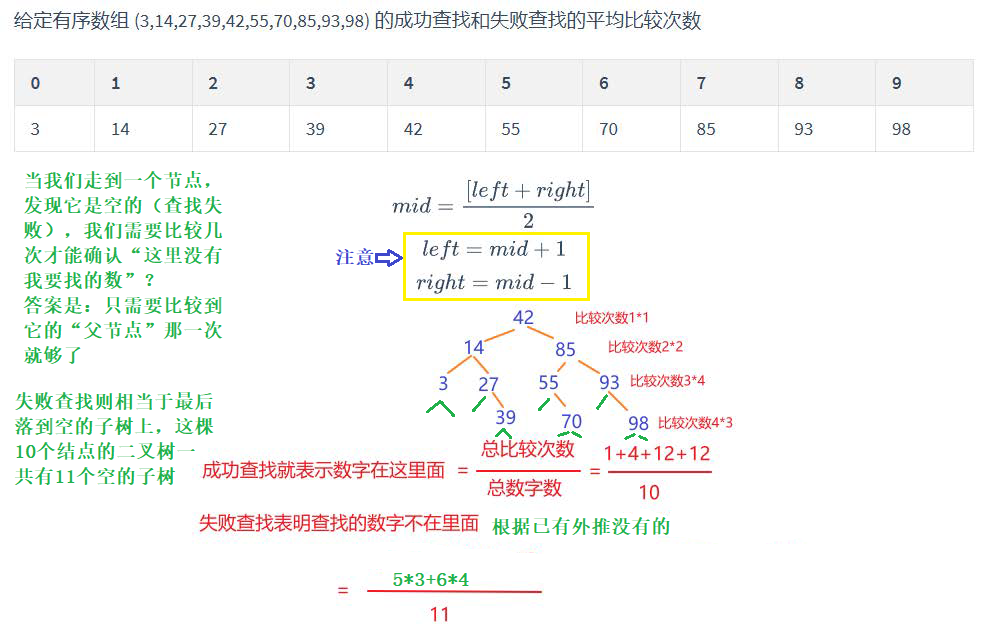 给定有序数组 (3,14,27,39,42,55,70,85,93,98) 的成功查找和失败查找的平均比较次数
0 1 2 3 4 5 6 7 8 9
3 14 27 39 42 55 70 85 93 98
当我们走到一个节点，
发现它是空的（查找失
败），我们需要比较几
次才能确认“这里没有
我要找的数”？
答案是：只需要比较到
它的“父节点”那一次
就够了
mid = [left + right]
2
注意
left = mid + 1
right = mid − 1
42 比较次数1*1
14 85 比较次数2*2
3 27 55 93 比较次数3*4
39 70 98 比较次数4*3
失败查找则相当于最后
落到空的子树上，这棵
10个结点的二叉树一
共有11个空的子树
成功查找就表示数字在这里面 = 总比较次数 = 1+4+12+12
总数字数 10
失败查找表明查找的数字不在里面 根据已有外推没有的
= 5*3+6*4
11